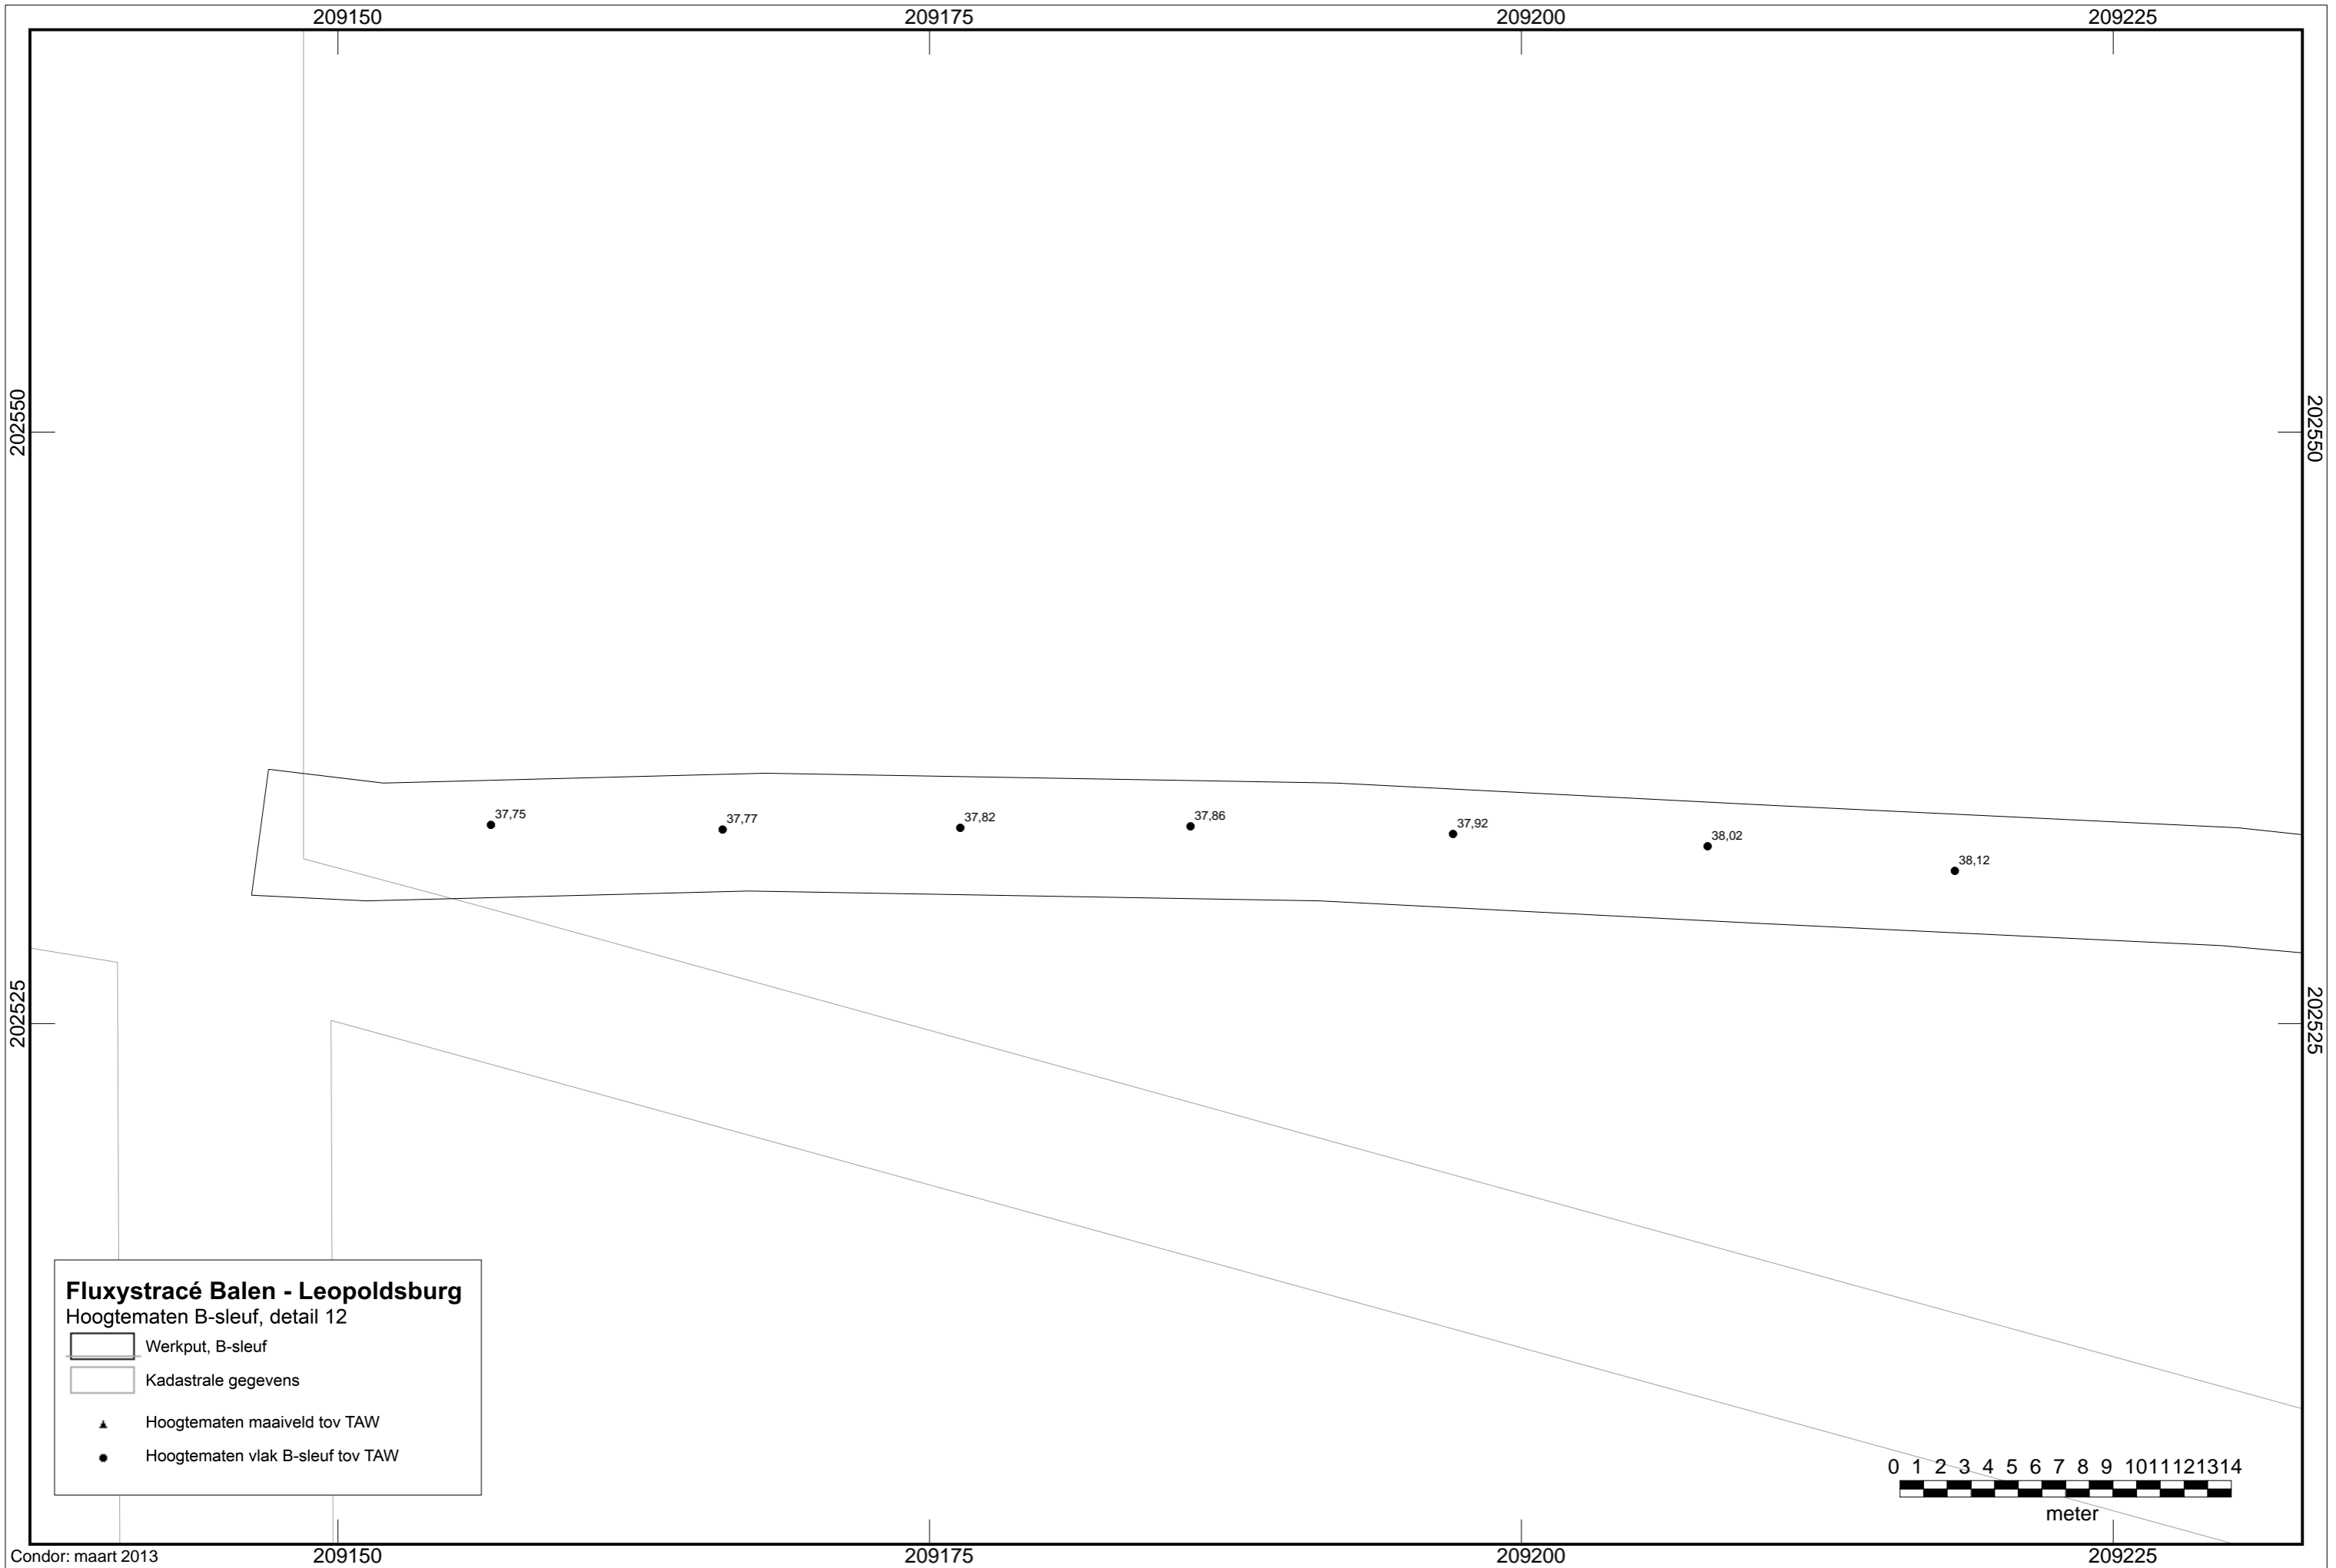 209150 209175 209200 209225
202550 202550
37,75 37,77 37,82 37,86 37,92 38,02 38,12
202525 202525
Fluxystracé Balen - Leopoldsburg
Hoogtematen B-sleuf, detail 12
Werkput, B-sleuf
Kadastrale gegevens
Hoogtematen maaiveld tov TAW
Hoogtematen vlak B-sleuf tov TAW
0 1 2 3 4 5 6 7 8 9 10 11 12 13 14
meter
Condor: maart 2013
209150 209175 209200 209225